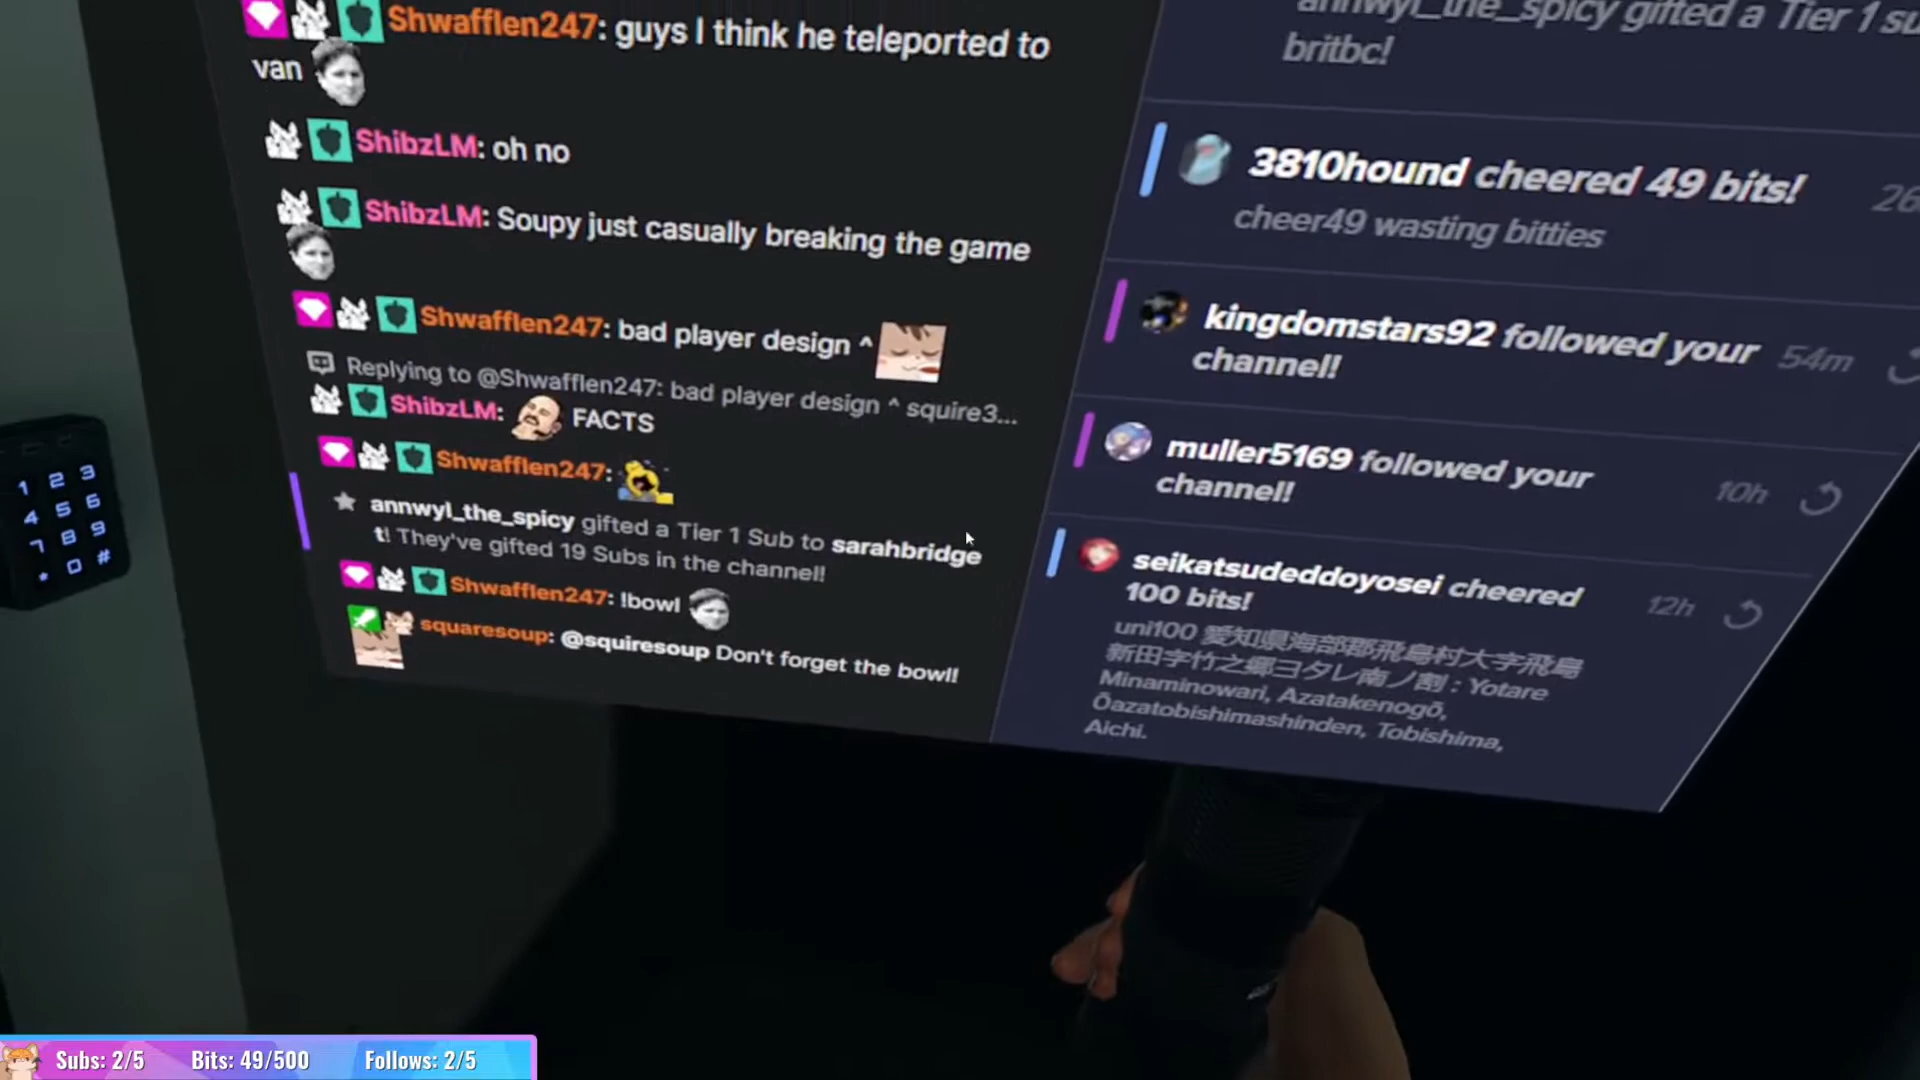 Shwafflen247: guys I think he teleported to
van
ShibzLM: oh no
ShibzLM: Soupy just casually breaking the game
Shwafflen247: bad player design ^
Replying to @Shwafflen247: bad player design ^ squire3...
ShibzLM: FACTS
Shwafflen247:
annwyl_the_spicy gifted a Tier 1 Sub to sarahbridge
t! They've gifted 19 Subs in the channel!
Shwafflen247: !bowl
squaresoup: @squiresoup Don't forget the bowl!
annwyl_the_spicy gifted a Tier 1 su
britbc!
3810hound cheered 49 bits! 26
cheer49 wasting bitties
kingdomstars92 followed your 54m
channel!
muller5169 followed your 10h
channel!
seikatsudeddoyosei cheered 12h
100 bits!
uni100 愛知県海部郡飛島村大字飛島
新田字竹之郷ヨタレ南ノ割 : Yotare
Minaminowari, Azatakenogō,
Ōazatobishimashinden, Tobishima,
Aichi.
1 2 3
4 5 6
7 8 9
* 0 #
Subs: 2/5 Bits: 49/500 Follows: 2/5